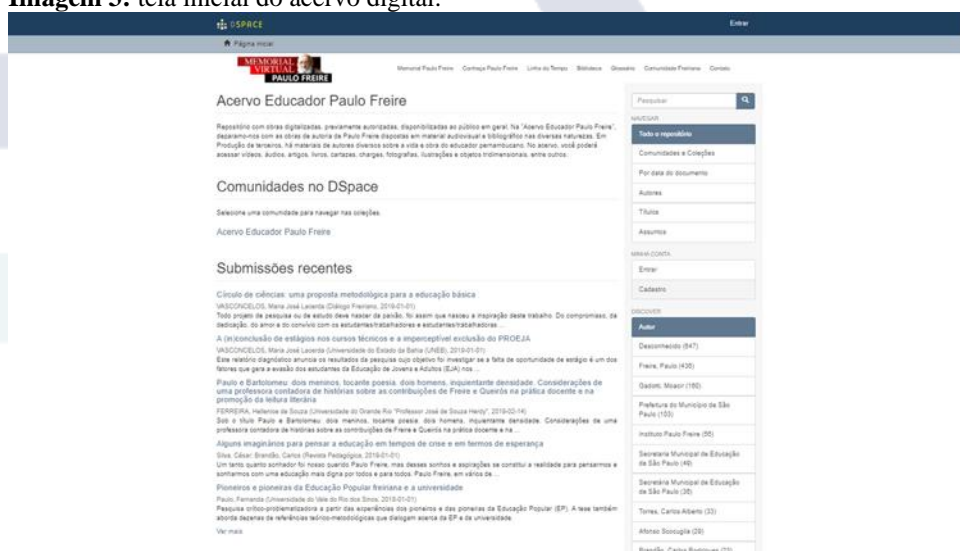 Imagem 3: tela inicial do acervo digital.
DSPACE
Entrar
Página inicial
MEMORIAL
VIRTUAL
PAULO FREIRE
Memorial Paulo Freire Conheça Paulo Freire Linha do Tempo Biblioteca Glossário Comunidade Freiriana Contato
Acervo Educador Paulo Freire
Repositório com obras digitalizadas, previamente autorizadas, disponibilizadas ao público em geral. Na "Acervo Educador Paulo Freire",
deparamo-nos com as obras de autoria de Paulo Freire dispostas em material audiovisual e bibliográfico nas diversas naturezas. Em
Produção de terceiros, há materiais de autores diversos sobre a vida e obra do educador pernambucano. No acervo, você poderá
acessar vídeos, áudios, artigos, livros, cartazes, charges, fotografias, ilustrações e objetos tridimensionais, entre outros.
Comunidades no DSpace
Selecione uma comunidade para navegar nas coleções.
Acervo Educador Paulo Freire
Submissões recentes
Círculo de ciências: uma proposta metodológica para a educação básica
VASCONCELOS, Maria José Lacerda (Diálogo Freiriano, 2019-01-01)
Todo projeto de pesquisa ou de estudo deve nascer da paixão, foi assim que nasceu a inspiração deste trabalho. Do compromisso, da
dedicação, do amor e do convívio com os estudantes/trabalhadores e estudantes/trabalhadoras ...
A (in)conclusão de estágios nos cursos técnicos e a imperceptível exclusão do PROEJA
VASCONCELOS, Maria José Lacerda (Universidade do Estado da Bahia (UNEB), 2019-01-01)
Este relatório diagnóstico anuncia os resultados da pesquisa cujo objetivo foi investigar se a falta de oportunidade de estágio é um dos
fatores que gera a evasão dos estudantes da Educação de Jovens e Adultos (EJA) nos ...
Paulo e Bartolomeu: dois meninos, tocante poesia, dois homens, inquietante densidade. Considerações de
uma professora contadora de histórias sobre as contribuições de Freire e Queirós na prática docente e na
promoção da leitura literária
FERREIRA, Hellenice de Souza (Universidade do Grande Rio "Professor José de Souza Herdy", 2019-02-14)
Sob o título Paulo e Bartolomeu: dois meninos, tocante poesia, dois homens, inquietante densidade. Considerações de uma
professora contadora de histórias sobre as contribuições de Freire e Queirós na prática docente e na ...
Alguns imaginários para pensar a educação em tempos de crise e em termos de esperança
Silva, César; Brandão, Carlos (Revista Pedagógica, 2019-01-01)
Um tanto quanto sonhador foi nosso querido Paulo Freire, mas desses sonhos e aspirações se constitui a realidade para pensarmos e
sonharmos com uma educação mais digna por todos e para todos. Paulo Freire, em vários de ...
Pioneiros e pioneiras da Educação Popular freiriana e a universidade
Paulo, Fernanda (Universidade do Vale do Rio dos Sinos, 2018-01-01)
Pesquisa crítico-problematizadora a partir das experiências dos pioneiros e das pioneiras da Educação Popular (EP). A tese também
aborda dezenas de referências teórico-metodológicas que dialogam acerca da EP e da universidade.
Ver mais
Pesquisar
NAVEGAR
Todo o repositório
Comunidades e Coleções
Por data do documento
Autores
Títulos
Assuntos
MINHA CONTA
Entrar
Cadastro
DISCOVER
Autor
Desconhecido (647)
Freire, Paulo (436)
Gadotti, Moacir (160)
Prefeitura do Município de São
Paulo (103)
Instituto Paulo Freire (56)
Secretaria Municipal de Educação
de São Paulo (49)
Secretária Municipal de Educação
de São Paulo (38)
Torres, Carlos Alberto (33)
Afonso Scocuglia (28)
Brandão, Carlos Rodrigues